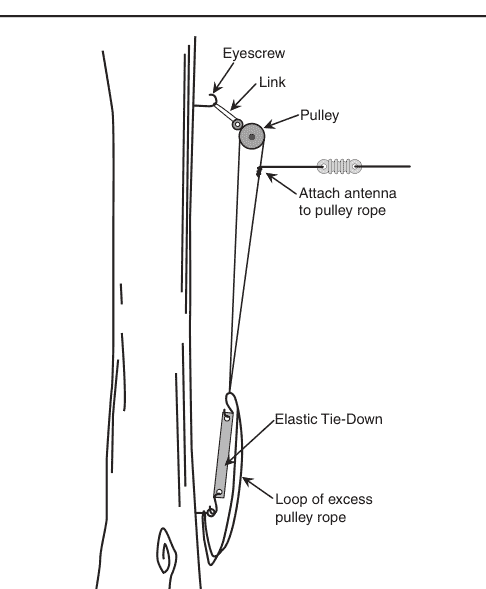 Eyescrew
Link
Pulley
Attach antenna
to pulley rope
Elastic Tie-Down
Loop of excess
pulley rope